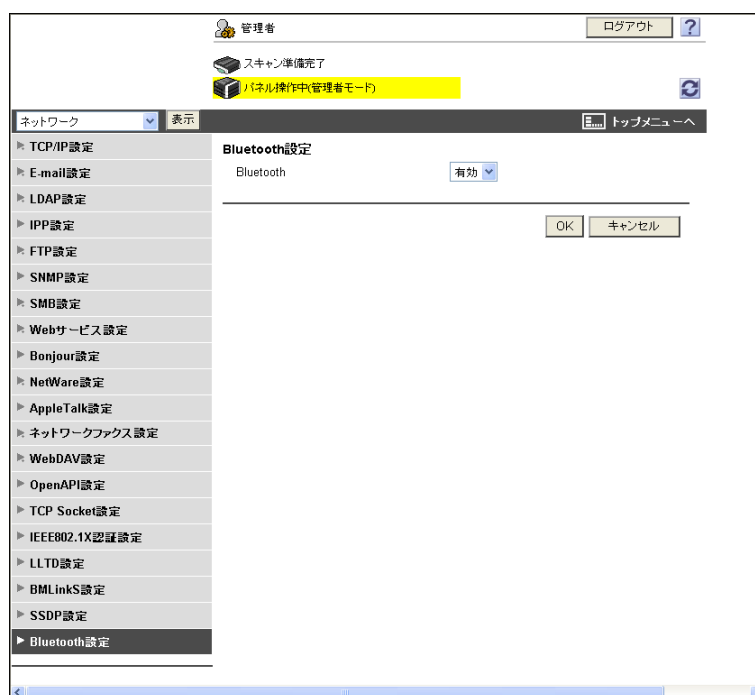 管理者
ログアウト
?
スキャン準備完了
パネル操作中(管理者モード)
ネットワーク
表示
トップメニューへ
TCP/IP設定
E-mail設定
LDAP設定
IPP設定
FTP設定
SNMP設定
SMB設定
Webサービス設定
Bonjour設定
NetWare設定
AppleTalk設定
ネットワークファクス設定
WebDAV設定
OpenAPI設定
TCP Socket設定
IEEE802.1X認証設定
LLTD設定
BMLinkS設定
SSDP設定
Bluetooth設定
Bluetooth設定
Bluetooth
有効
OK
キャンセル